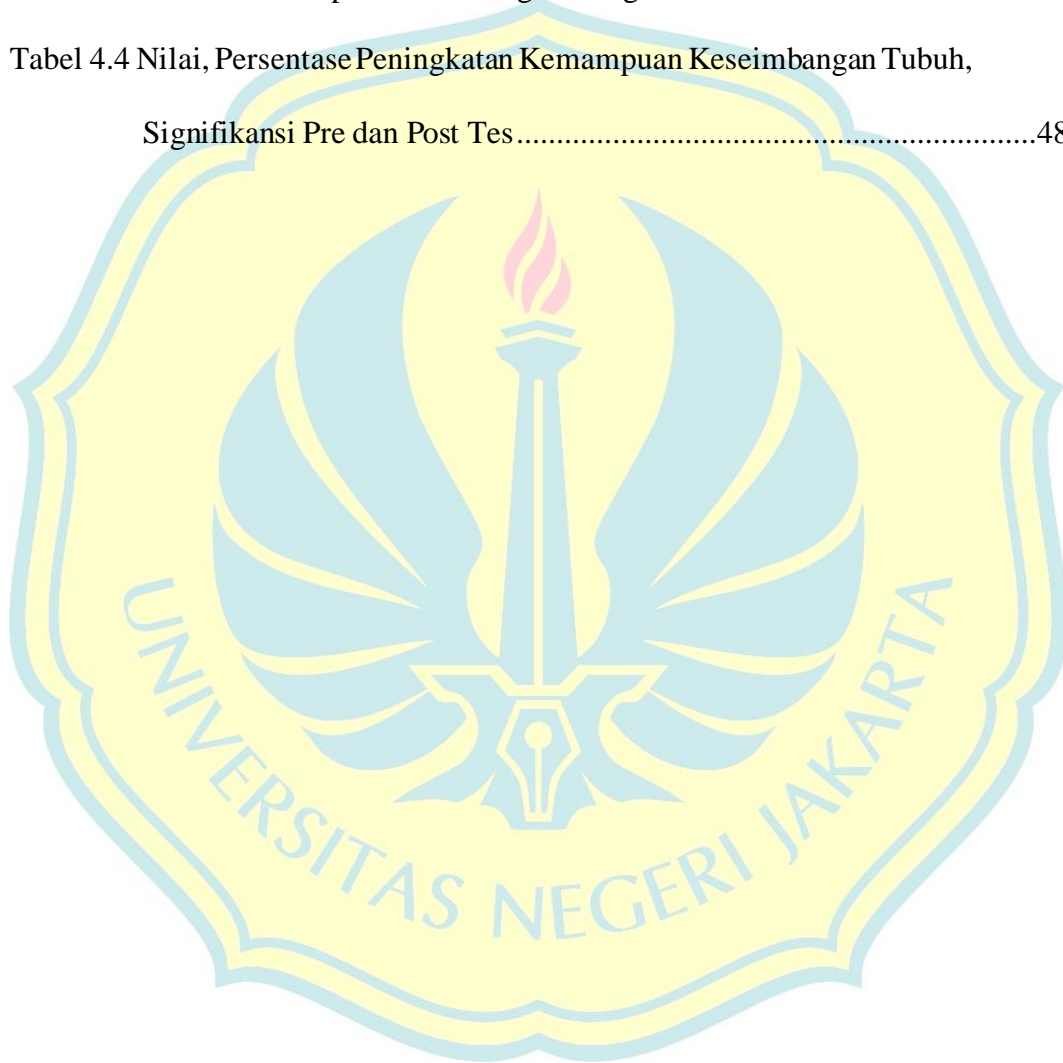 Tabel 4.4 Nilai, Persentase Peningkatan Kemampuan Keseimbangan Tubuh,
Signifikansi Pre dan Post Tes.................................................................48
UNIVERSITAS NEGERI JAKARTA